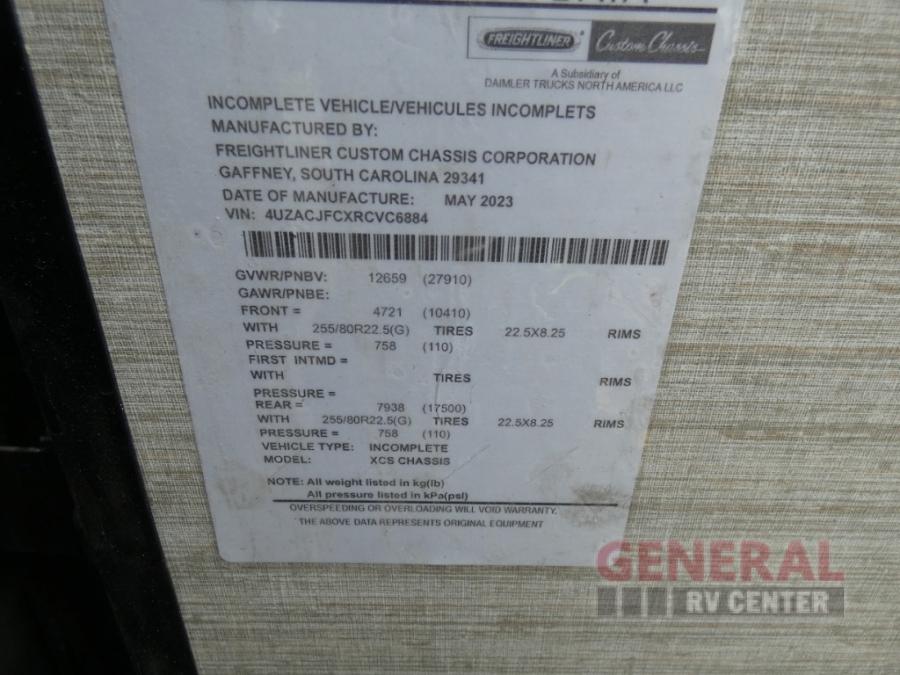 FREIGHTLINER Custom Chassis
A Subsidiary of
DAIMLER TRUCKS NORTH AMERICA LLC
INCOMPLETE VEHICLE/VEHICULES INCOMPLETS
MANUFACTURED BY:
FREIGHTLINER CUSTOM CHASSIS CORPORATION
GAFFNEY, SOUTH CAROLINA 29341
DATE OF MANUFACTURE: MAY 2023
VIN: 4UZACJFCXRCVC6884
GVWR/PNBV: 12659 (27910)
GAWR/PNBE:
FRONT = 4721 (10410)
WITH 255/80R22.5(G) TIRES 22.5X8.25 RIMS
PRESSURE = 758 (110)
FIRST INTMD =
WITH TIRES RIMS
PRESSURE =
REAR = 7938 (17500)
WITH 255/80R22.5(G) TIRES 22.5X8.25 RIMS
PRESSURE = 758 (110)
VEHICLE TYPE: INCOMPLETE
MODEL: XCS CHASSIS
NOTE: All weight listed in kg(lb)
All pressure listed in kPa(psl)
OVERSPEEDING OR OVERLOADING WILL VOID WARRANTY.
THE ABOVE DATA REPRESENTS ORIGINAL EQUIPMENT
GENERAL
RV CENTER